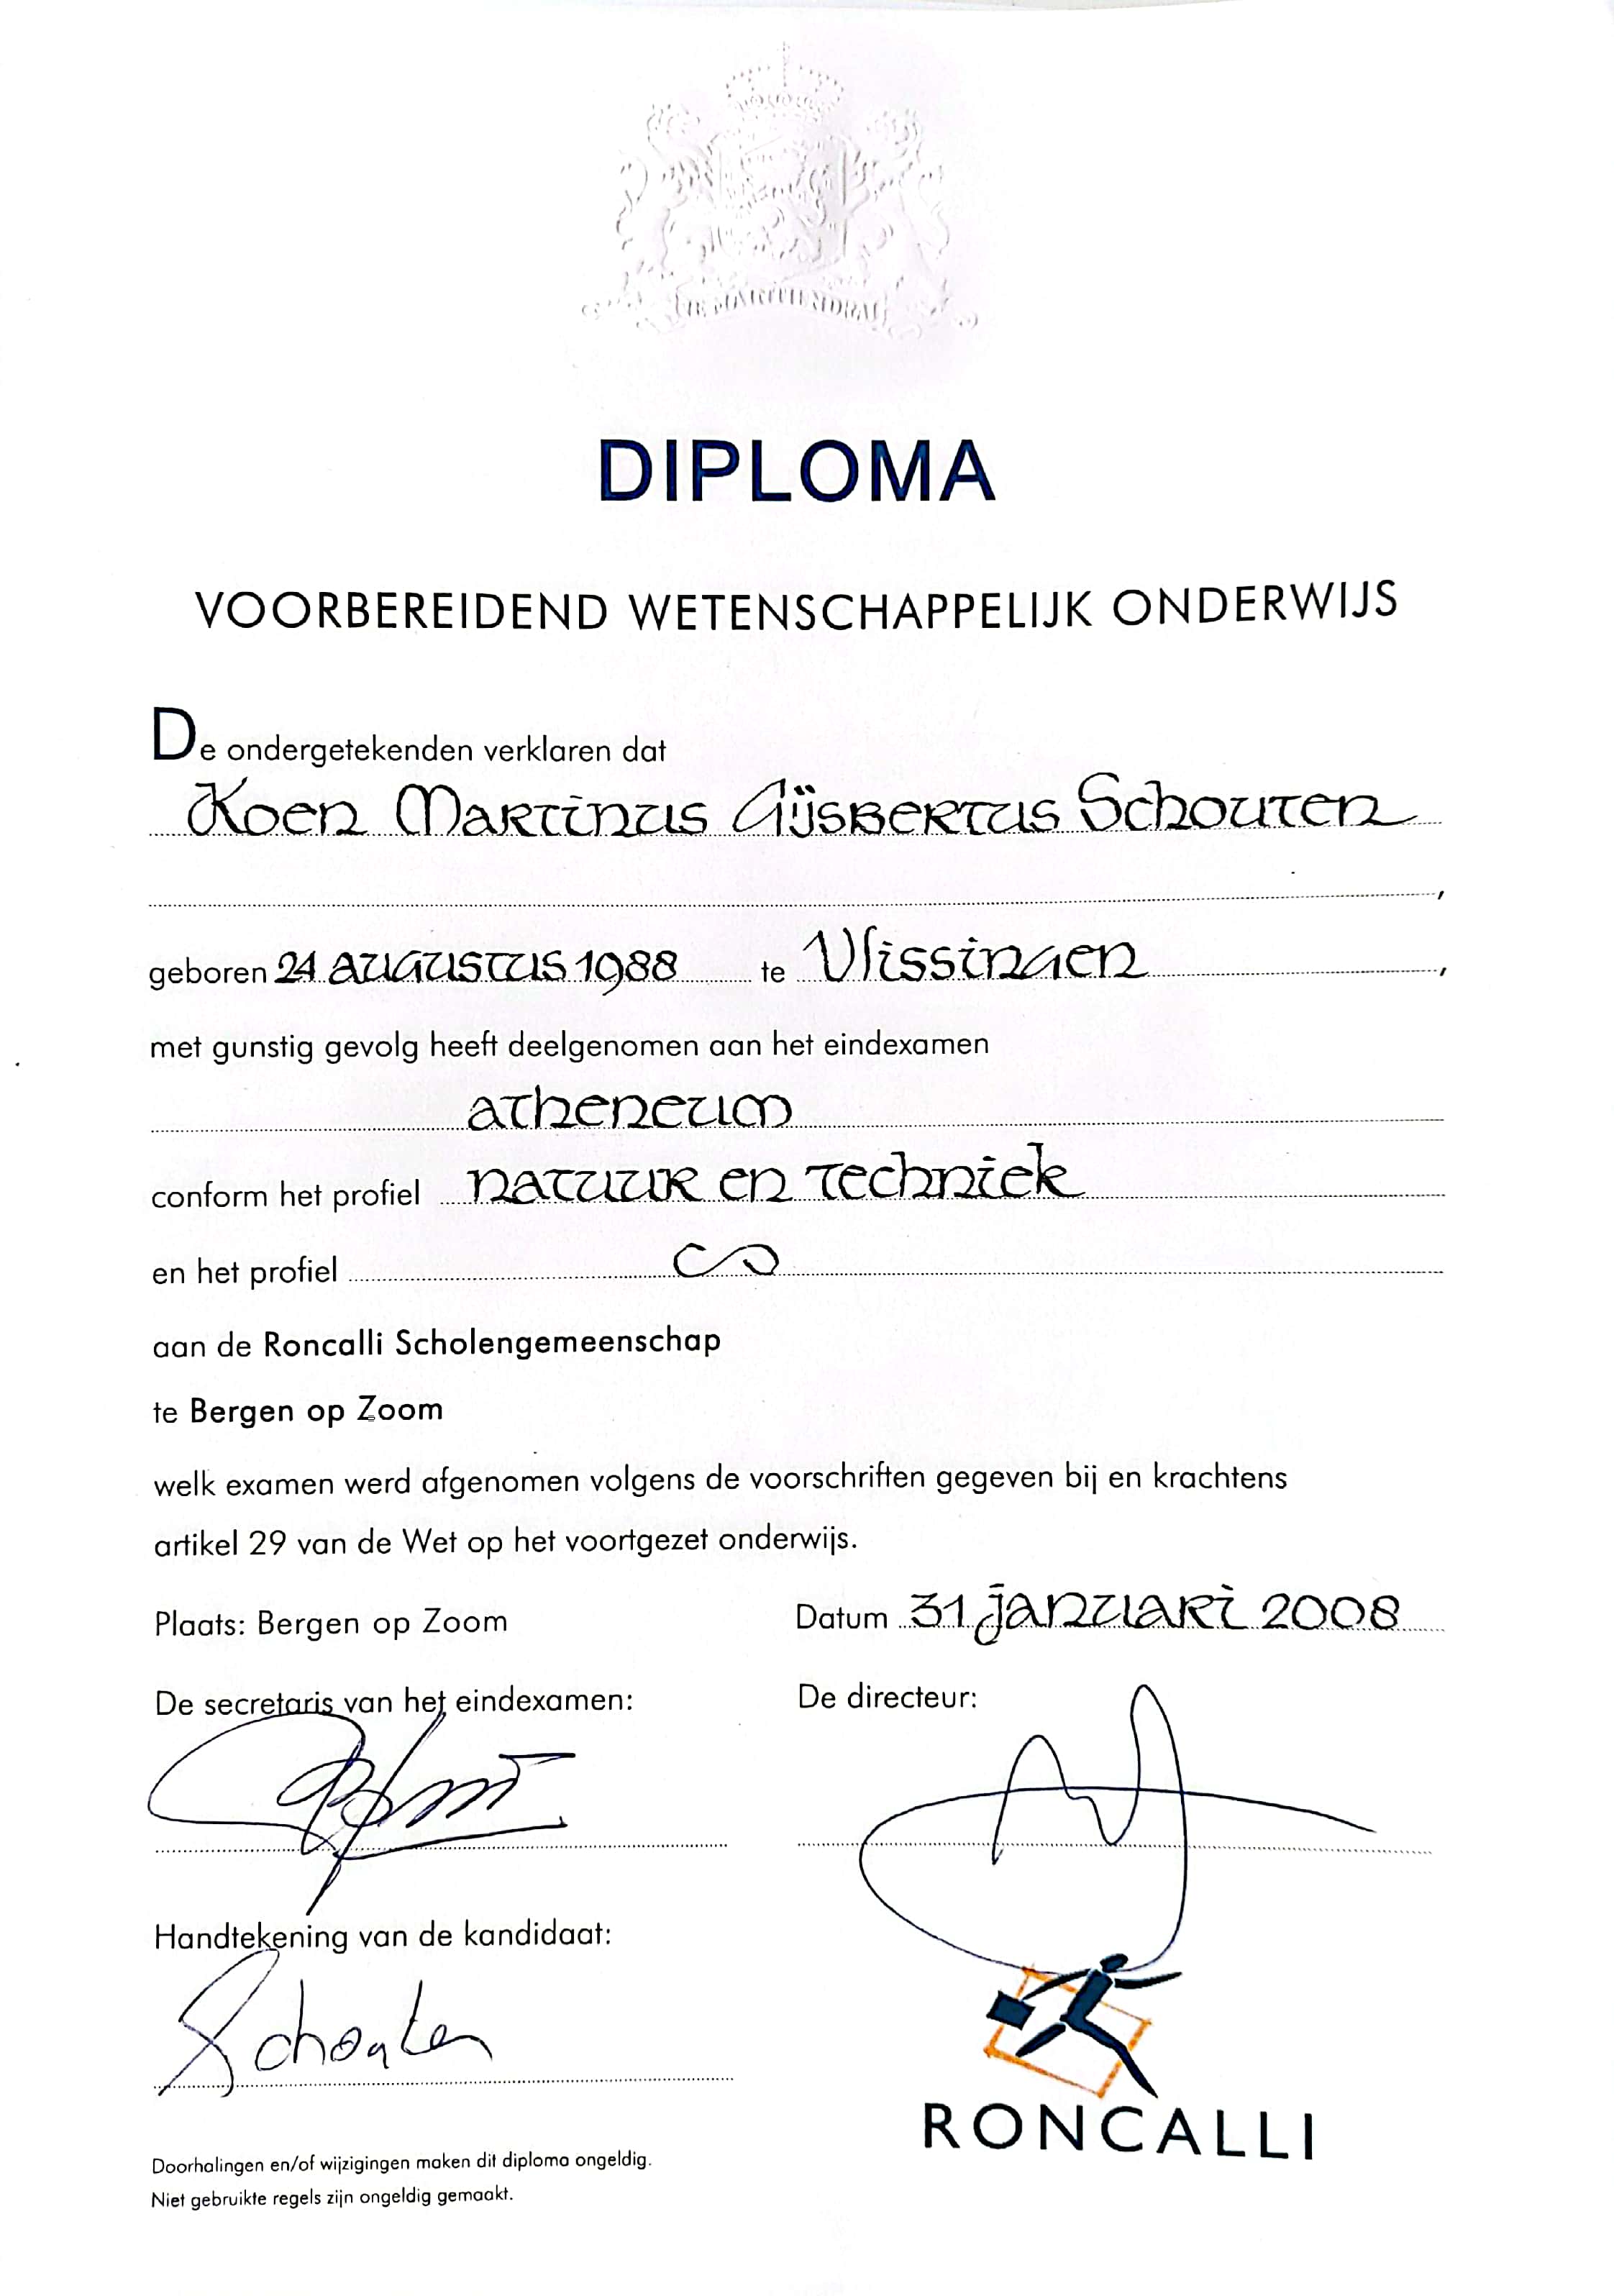 JE MAINTIENDRAI
DIPLOMA
VOORBEREIDEND WETENSCHAPPELIJK ONDERWIJS
De ondergetekenden verklaren dat
Koen Martinus Gijsbertus Schouten
,
geboren 24 augustus 1988 te Vlissingen,
met gunstig gevolg heeft deelgenomen aan het eindexamen
atheneum
conform het profiel natuur en techniek
en het profiel
aan de Roncalli Scholengemeenschap
te Bergen op Zoom
welk examen werd afgenomen volgens de voorschriften gegeven bij en krachtens
artikel 29 van de Wet op het voortgezet onderwijs.
Plaats: Bergen op Zoom Datum 31 januari 2008
De secretaris van het eindexamen: De directeur:
Handtekening van de kandidaat:
Schouten
RONCALLI
Doorhalingen en/of wijzigingen maken dit diploma ongeldig.
Niet gebruikte regels zijn ongeldig gemaakt.